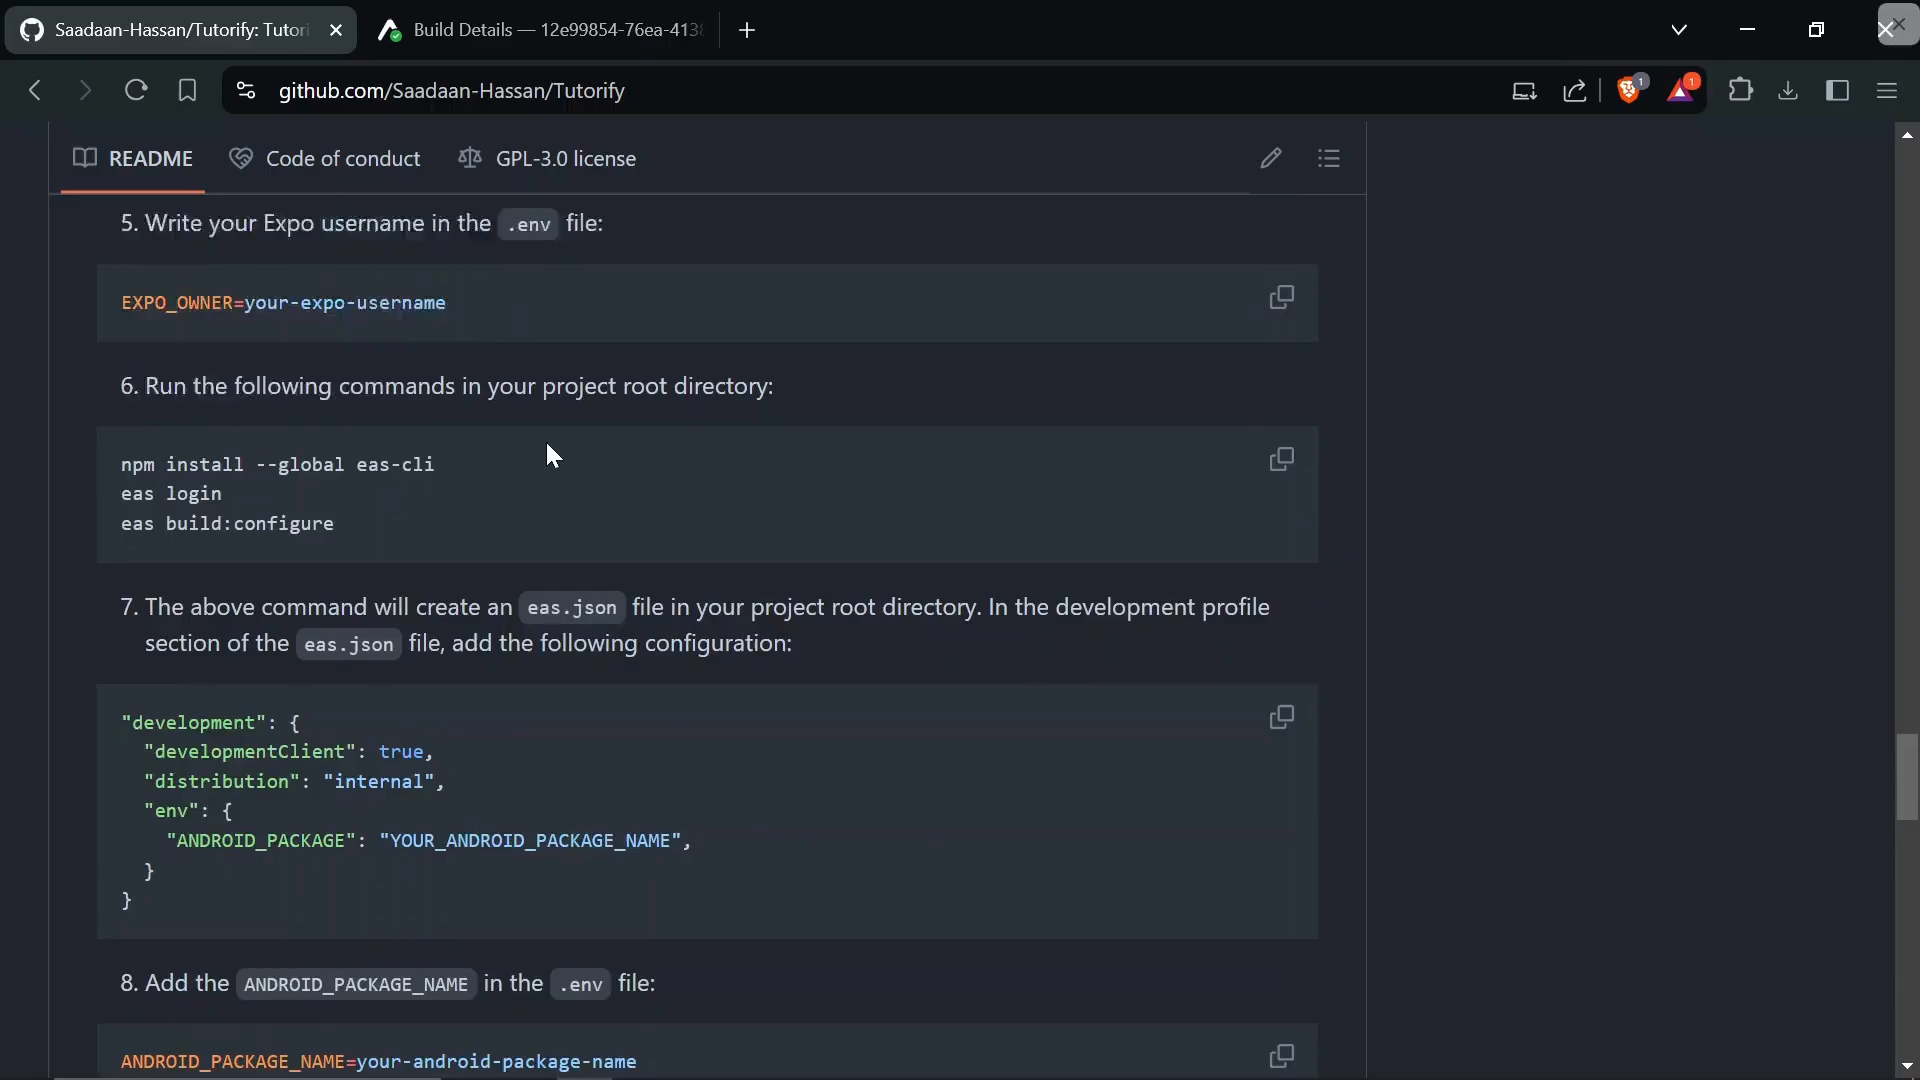 Saadaan-Hassan/Tutorify: Tutori
Build Details — 12e99854-76ea-413
github.com/Saadaan-Hassan/Tutorify
1
1
README
Code of conduct
GPL-3.0 license
5. Write your Expo username in the .env file:
EXPO_OWNER=your-expo-username
6. Run the following commands in your project root directory:
npm install --global eas-cli
eas login
eas build:configure
7. The above command will create an eas.json file in your project root directory. In the development profile
section of the eas.json file, add the following configuration:
"development": {
"developmentClient": true,
"distribution": "internal",
"env": {
"ANDROID_PACKAGE": "YOUR_ANDROID_PACKAGE_NAME",
}
}
8. Add the ANDROID_PACKAGE_NAME in the .env file:
ANDROID_PACKAGE_NAME=your-android-package-name